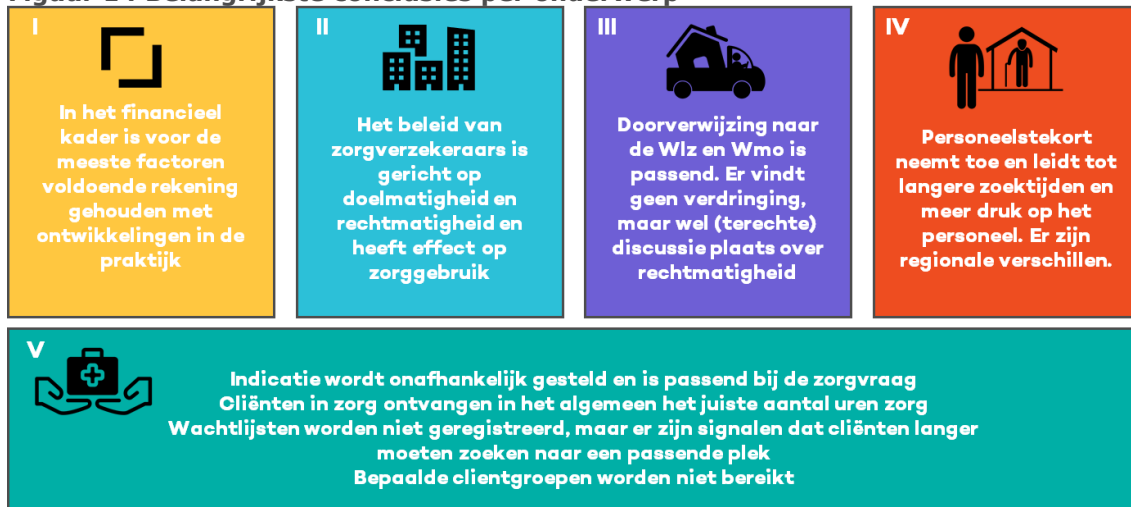 Figuur 14 Belangrijkste conclusies per onderwerp
I
In het financieel
kader is voor de
meeste factoren
voldoende rekening
gehouden met
ontwikkelingen in de
praktijk
II
Het beleid van
zorgverzekeraars is
gericht op
doelmatigheid en
rechtmatigheid en
heeft effect op
zorggebruik
III
Doorverwijzing naar
de Wlz en Wmo is
passend. Er vindt
geen verdringing,
maar wel (terechte)
discussie plaats over
rechtmatigheid
IV
Personeelstekort
neemt toe en leidt tot
langere zoektijden en
meer druk op het
personeel. Er zijn
regionale verschillen.
V
Indicatie wordt onafhankelijk gesteld en is passend bij de zorgvraag
Cliënten in zorg ontvangen in het algemeen het juiste aantal uren zorg
Wachtlijsten worden niet geregistreerd, maar er zijn signalen dat cliënten langer
moeten zoeken naar een passende plek
Bepaalde clientgroepen worden niet bereikt